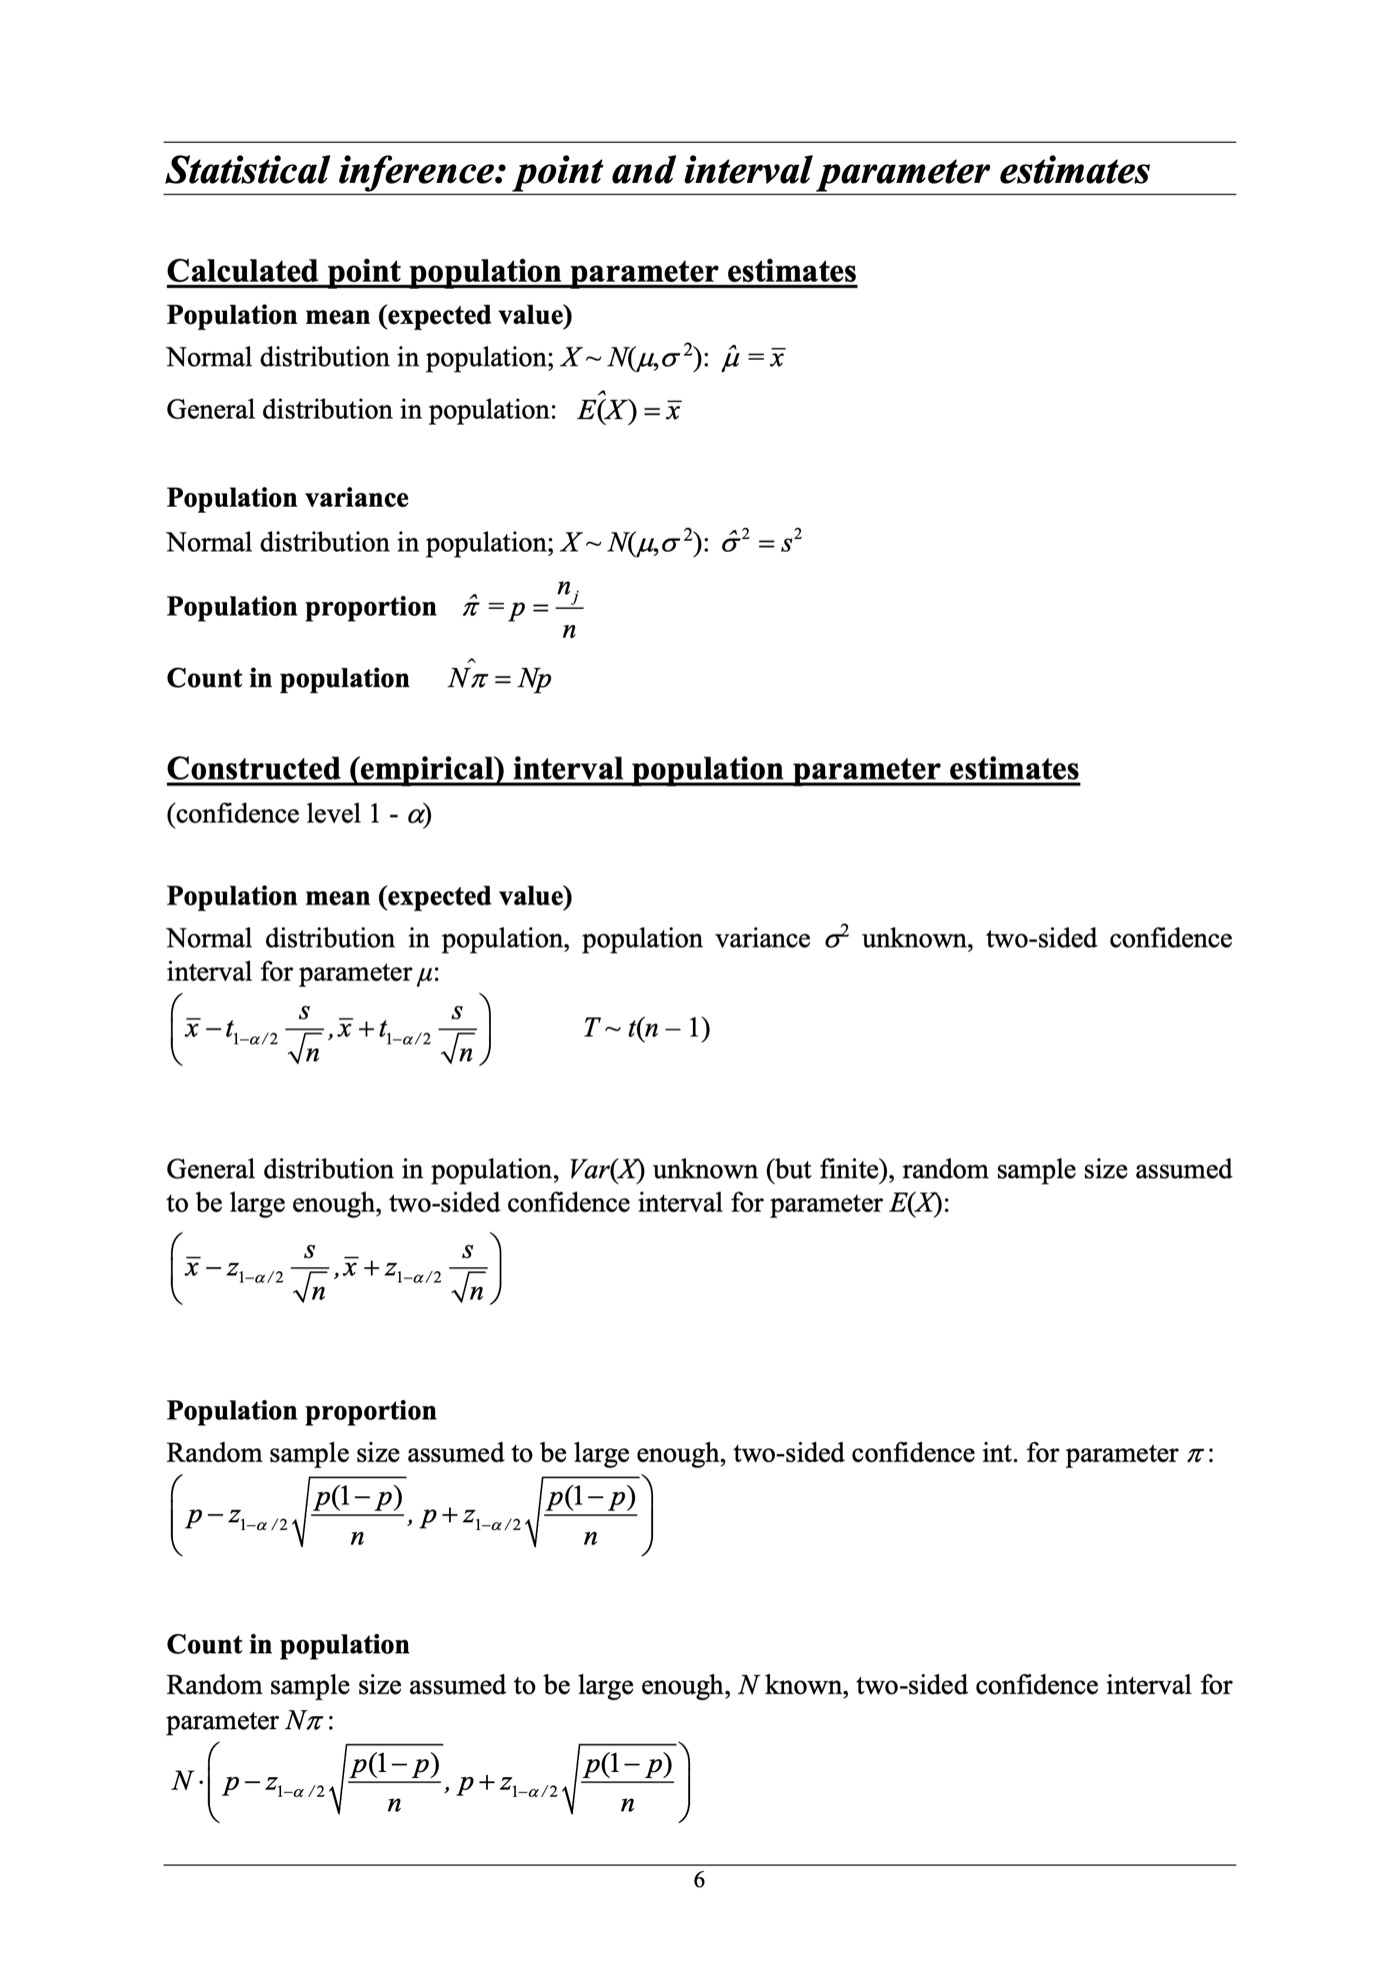 Statistical inference: point and interval parameter estimates
Calculated point population parameter estimates
Population mean (expected value)
Normal distribution in population; X ~ N(μ,σ²): μ̂ = x̄
General distribution in population: E(̂X) = x̄
Population variance
Normal distribution in population; X ~ N(μ,σ²): σ̂² = s²
Population proportion π̂ = p = n_j / n
Count in population Nπ̂ = Np
Constructed (empirical) interval population parameter estimates
(confidence level 1 - α)
Population mean (expected value)
Normal distribution in population, population variance σ² unknown, two-sided confidence
interval for parameter μ:
(x̄ − t_{1−α/2} s/√n, x̄ + t_{1−α/2} s/√n) T ~ t(n – 1)
General distribution in population, Var(X) unknown (but finite), random sample size assumed
to be large enough, two-sided confidence interval for parameter E(X):
(x̄ − z_{1−α/2} s/√n, x̄ + z_{1−α/2} s/√n)
Population proportion
Random sample size assumed to be large enough, two-sided confidence int. for parameter π:
(p − z_{1−α/2} √(p(1−p)/n), p + z_{1−α/2} √(p(1−p)/n))
Count in population
Random sample size assumed to be large enough, N known, two-sided confidence interval for
parameter Nπ:
N·(p − z_{1−α/2} √(p(1−p)/n), p + z_{1−α/2} √(p(1−p)/n))
6